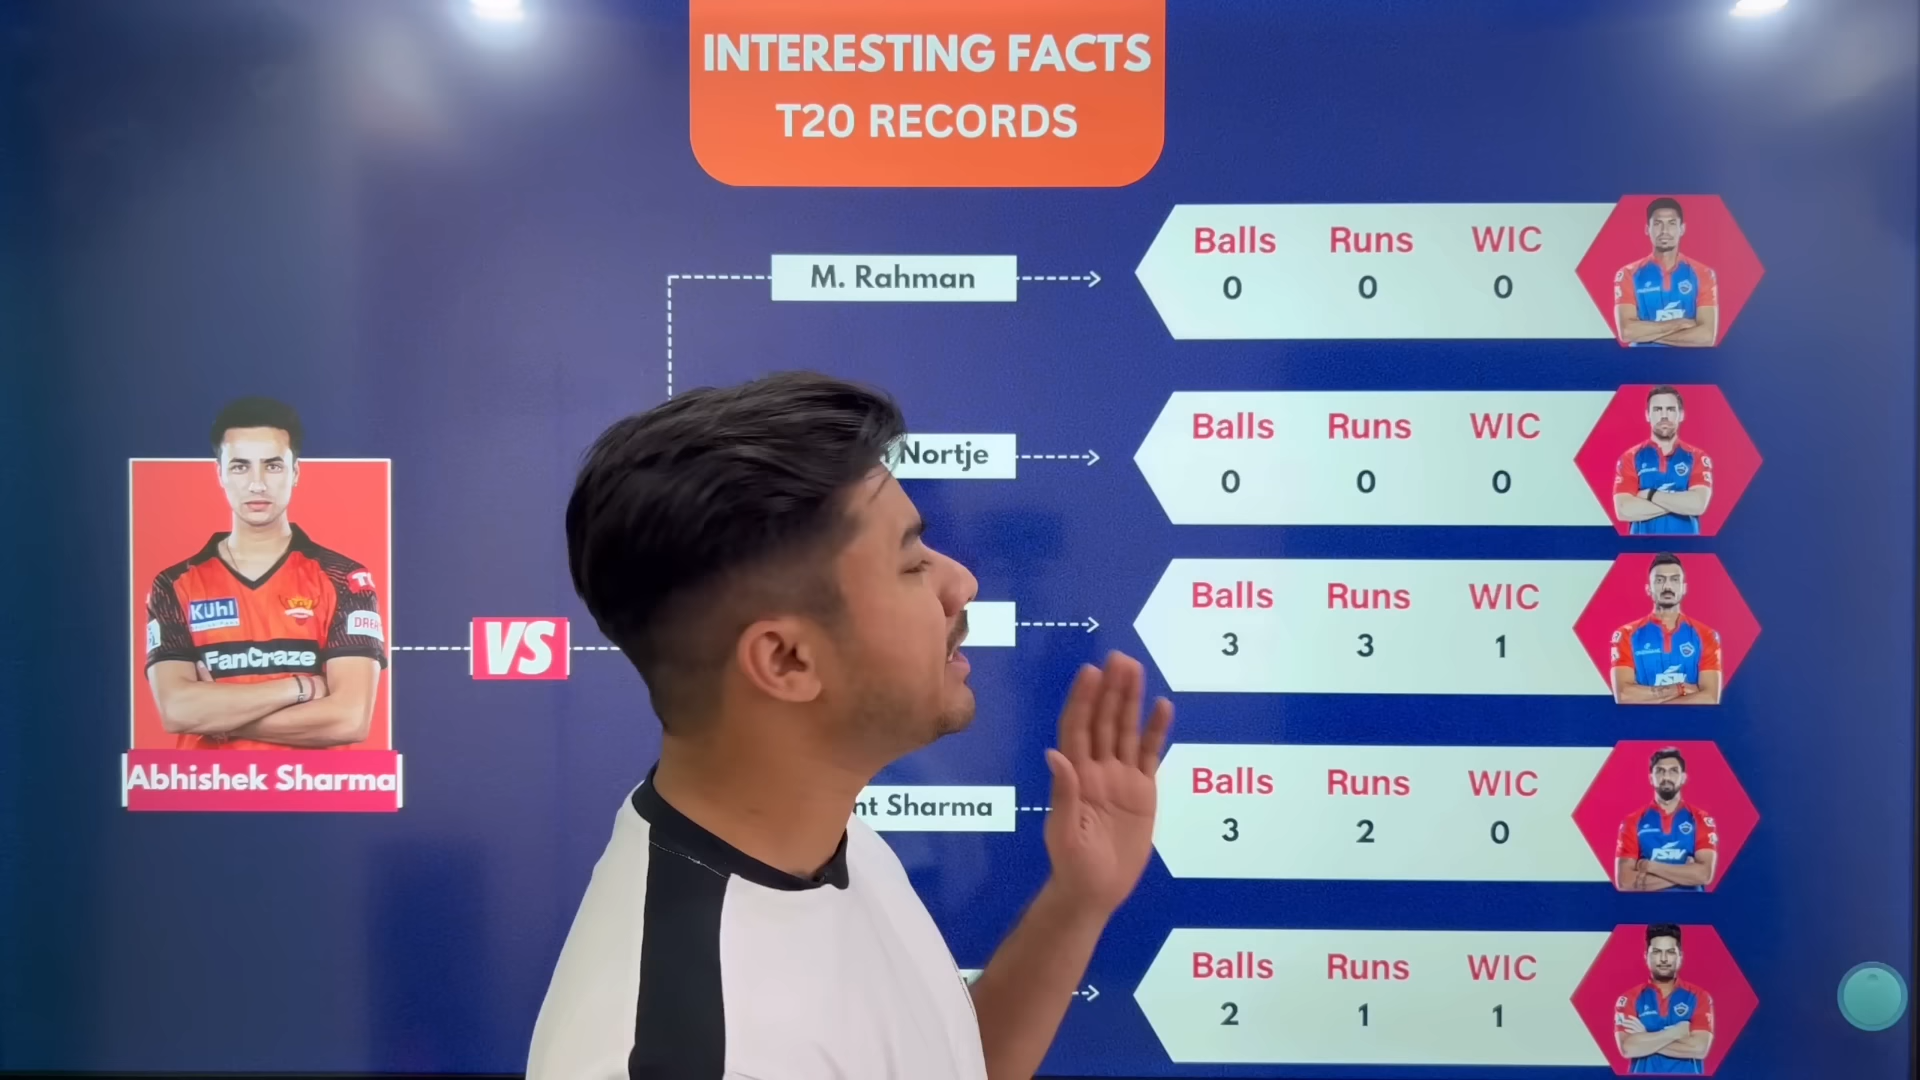 INTERESTING FACTS
T20 RECORDS
M. Rahman
Balls Runs WIC
0 0 0
Nortje
Balls Runs WIC
0 0 0
Balls Runs WIC
3 3 1
KÜhl
FanCraze
VS
Abhishek Sharma
Sharma
Balls Runs WIC
3 2 0
Balls Runs WIC
2 1 1